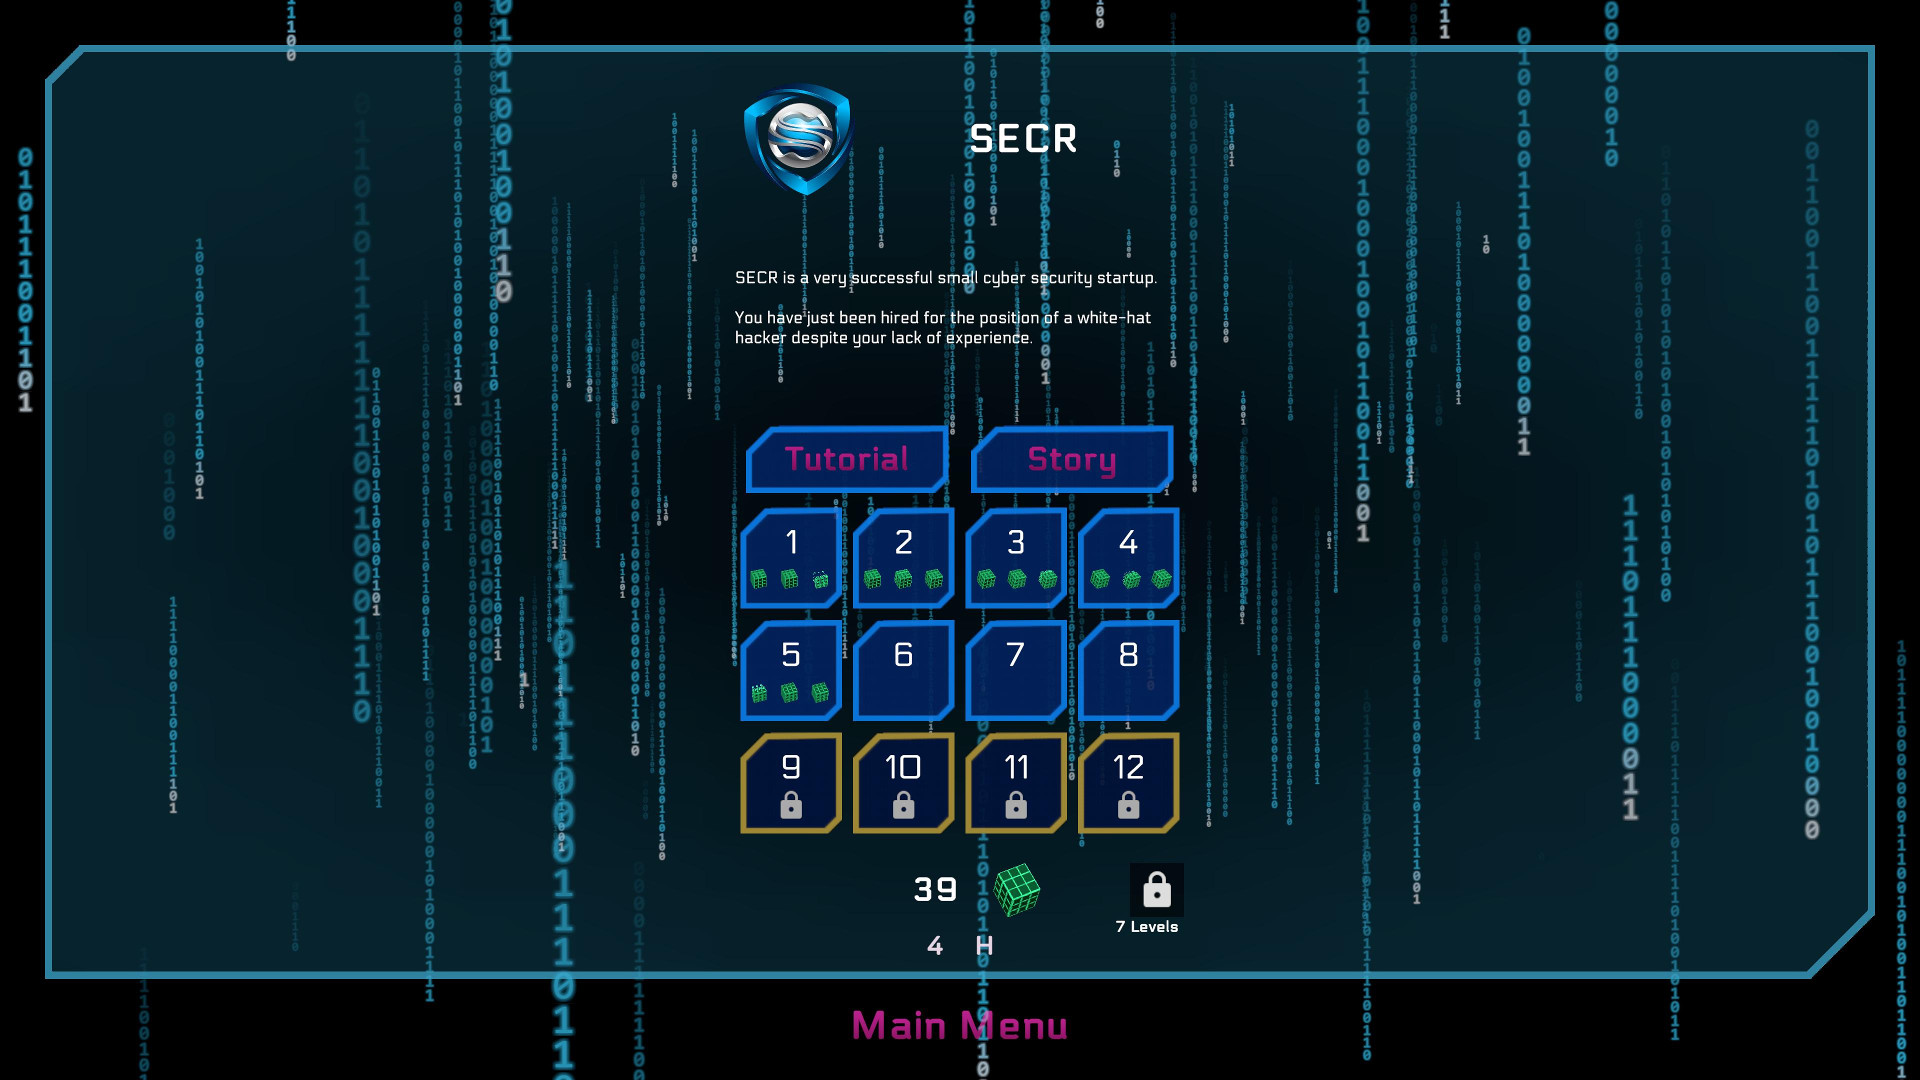 SECR
SECR is a very successful small cyber security startup.
You have just been hired for the position of a white-hat
hacker despite your lack of experience.
Tutorial
Story
1
2
3
4
5
6
7
8
9
10
11
12
39
7 Levels
4 H
Main Menu